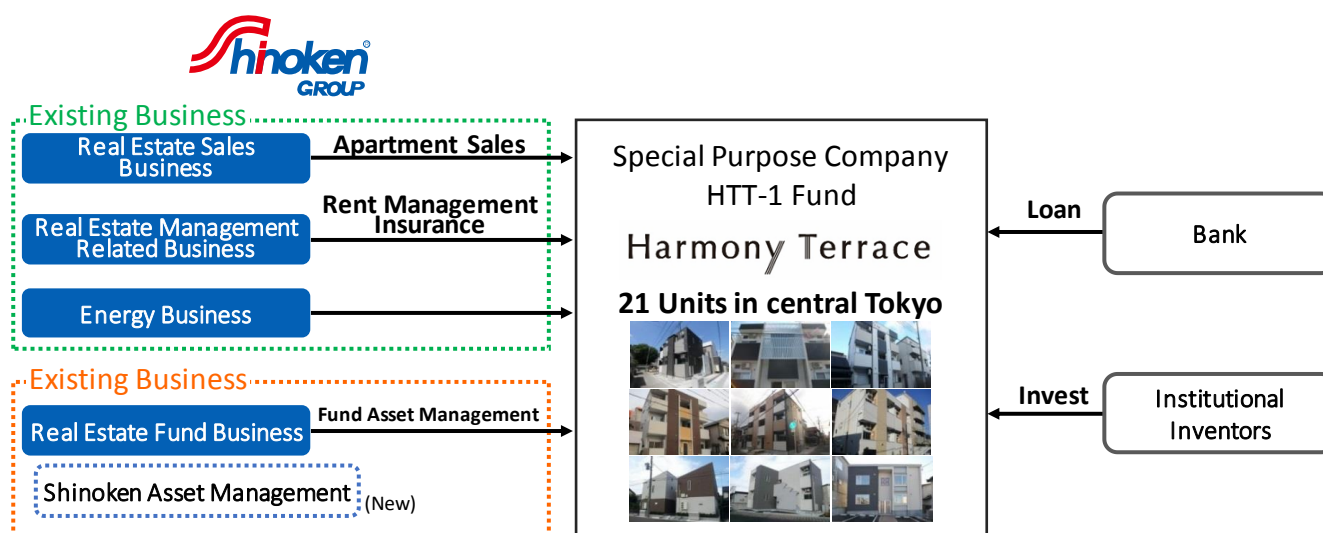 Shinoken
GROUP
Existing Business
Real Estate Sales
Business
Apartment Sales
Real Estate Management
Related Business
Rent Management
Insurance
Energy Business
Existing Business
Real Estate Fund Business
Fund Asset Management
Shinoken Asset Management
(New)
Special Purpose Company
HTT-1 Fund
Harmony Terrace
21 Units in central Tokyo
Loan
Bank
Invest
Institutional
Inventors